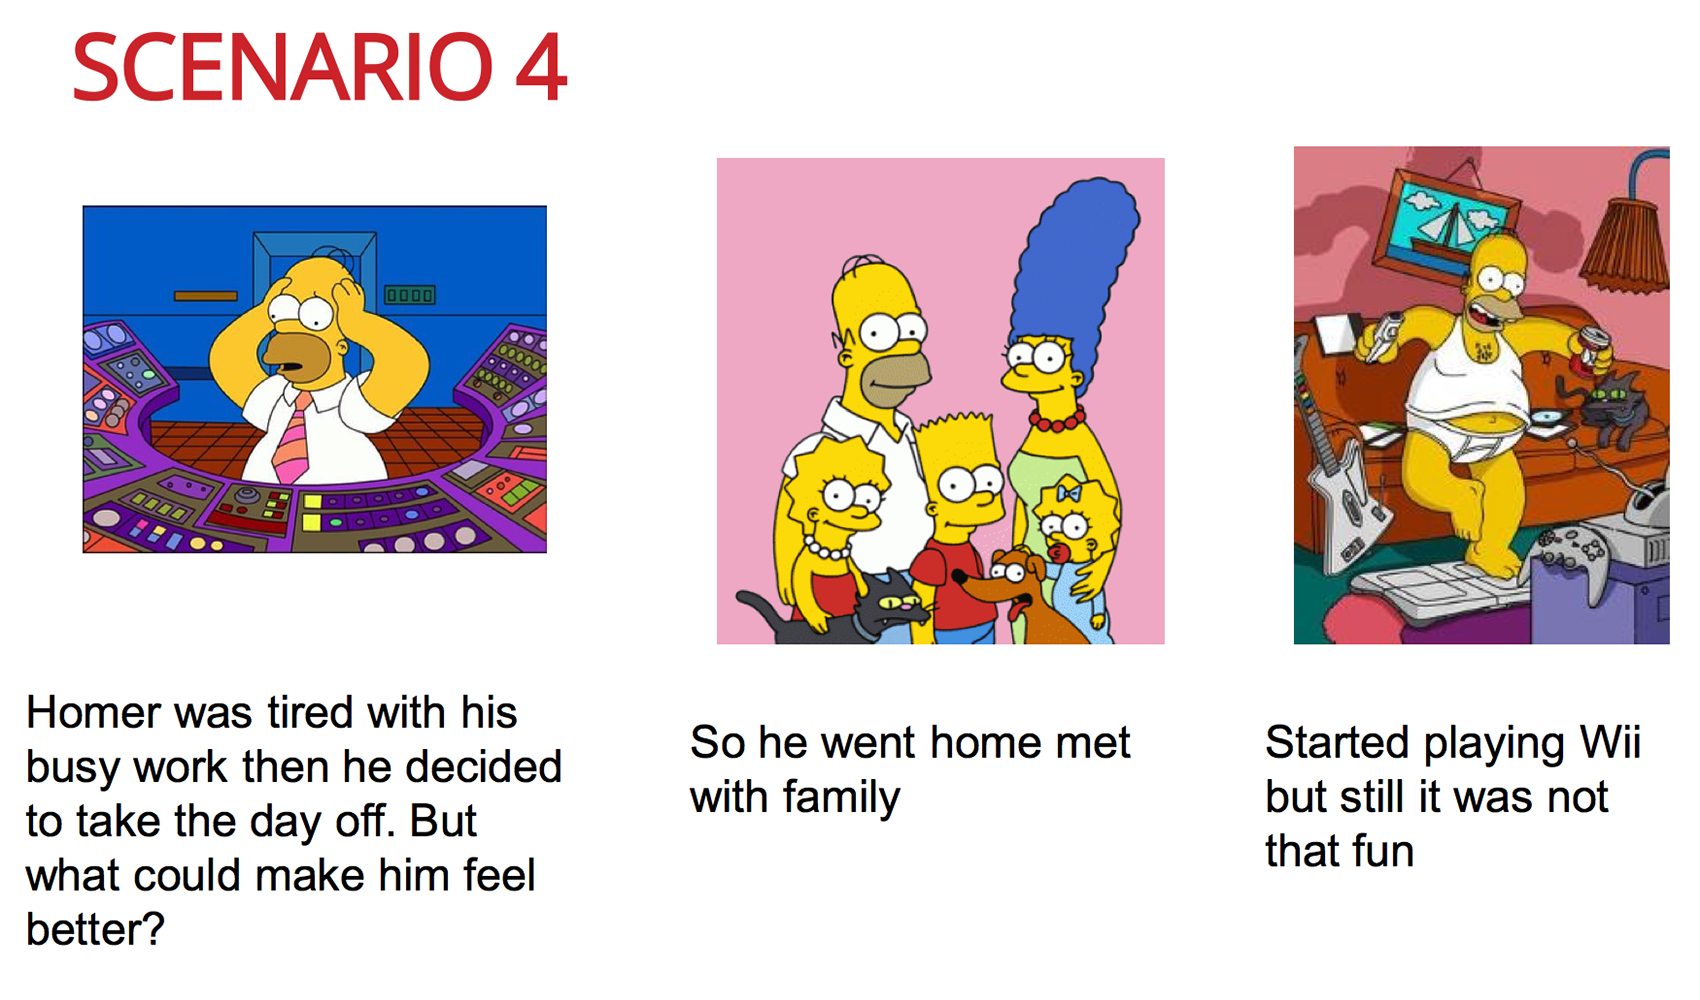 SCENARIO 4
Homer was tired with his
busy work then he decided
to take the day off. But
what could make him feel
better?
So he went home met
with family
Started playing Wii
but still it was not
that fun